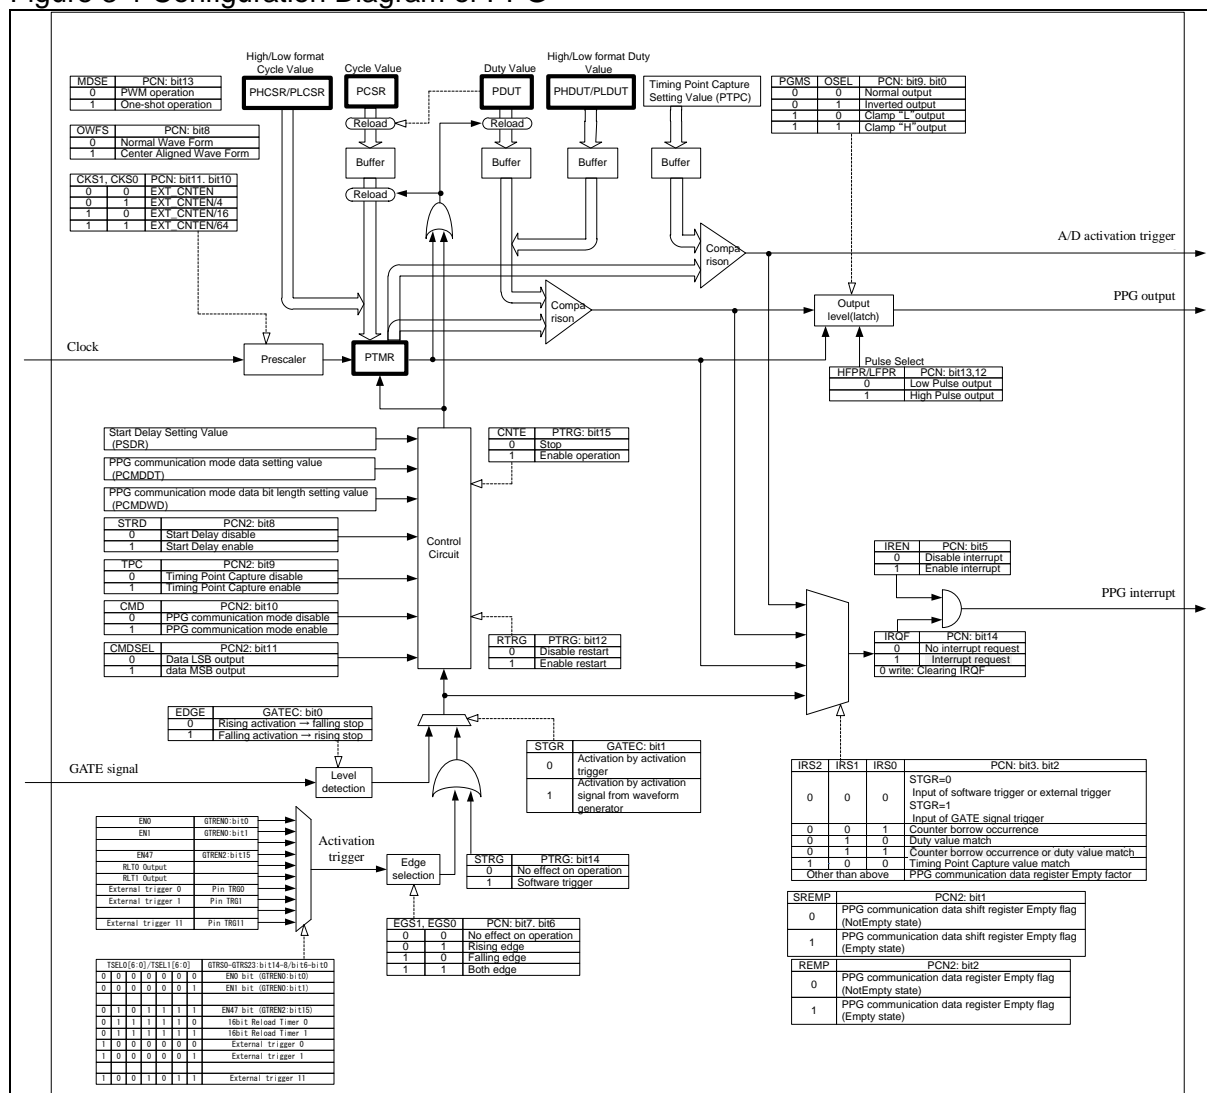 Figure 3-1 Configuration Diagram of PPG
High/Low format
Cycle Value
PHCSR/PLCSR
Cycle Value
PCSR
Duty Value
PDUT
High/Low format Duty
Value
PHDUT/PLDUT
Timing Point Capture
Setting Value (PTPC)
MDSE PCN: bit13
0 PWM operation
1 One-shot operation
OWFS PCN: bit8
0 Normal Wave Form
1 Center Aligned Wave Form
CKS1, CKS0 PCN: bit11. bit10
0 0 EXT_CNTEN
0 1 EXT_CNTEN/4
1 0 EXT_CNTEN/16
1 1 EXT_CNTEN/64
PGMS OSEL PCN: bit9. bit0
0 0 Normal output
0 1 Inverted output
1 0 Clamp "L" output
1 1 Clamp "H" output
Reload
Reload
Buffer
Buffer
Buffer
Buffer
Reload
Compa
rison
A/D activation trigger
Compa
rison
Output
level(latch)
PPG output
Clock
Prescaler
PTMR
Pulse Select
HFPR/LFPR PCN: bit13,12
0 Low Pulse output
1 High Pulse output
Start Delay Setting Value
(PSDR)
PPG communication mode data setting value
(PCMDDT)
PPG communication mode data bit length setting value
(PCMDWD)
CNTE PTRG: bit15
0 Stop
1 Enable operation
STRD PCN2: bit8
0 Start Delay disable
1 Start Delay enable
TPC PCN2: bit9
0 Timing Point Capture disable
1 Timing Point Capture enable
CMD PCN2: bit10
0 PPG communication mode disable
1 PPG communication mode enable
CMDSEL PCN2: bit11
0 Data LSB output
1 data MSB output
Control
Circuit
RTRG PTRG: bit12
0 Disable restart
1 Enable restart
IREN PCN: bit5
0 Disable interrupt
1 Enable interrupt
PPG interrupt
IRQF PCN: bit14
0 No interrupt request
1 Interrupt request
0 write: Clearing IRQF
EDGE GATEC: bit0
0 Rising activation → falling stop
1 Falling activation → rising stop
GATE signal
Level
detection
STGR GATEC: bit1
0 Activation by activation
trigger
1 Activation by activation
signal from waveform
generator
IRS2 IRS1 IRS0 PCN: bit3. bit2
0 0 0 STGR=0
Input of software trigger or external trigger
STGR=1
Input of GATE signal trigger
0 0 1 Counter borrow occurrence
0 1 0 Duty value match
0 1 1 Counter borrow occurrence or duty value match
1 0 0 Timing Point Capture value match
Other than above PPG communication data register Empty factor
EN0 GTREN0:bit0
EN1 GTREN0:bit1
EN47 GTREN2:bit15
RLT0 Output
RLT1 Output
External trigger 0 Pin TRG0
External trigger 1 Pin TRG1
External trigger 11 Pin TRG11
Activation
trigger
Edge
selection
STRG PTRG: bit14
0 No effect on operation
1 Software trigger
EGS1, EGS0 PCN: bit7. bit6
0 0 No effect on operation
0 1 Rising edge
1 0 Falling edge
1 1 Both edge
SREMP PCN2: bit1
0 PPG communication data shift register Empty flag
(NotEmpty state)
1 PPG communication data shift register Empty flag
(Empty state)
REMP PCN2: bit2
0 PPG communication data register Empty flag
(NotEmpty state)
1 PPG communication data register Empty flag
(Empty state)
TSEL0[6:0]/TSEL1[6:0] GTRS0-GTRS23:bit14-8/bit6-bit0
0 0 0 0 0 0 0 EN0 bit (GTREN0:bit0)
0 0 0 0 0 0 1 EN1 bit (GTREN0:bit1)
0 1 0 1 1 1 1 EN47 bit (GTREN2:bit15)
0 1 1 1 1 1 0 16bit Reload Timer 0
0 1 1 1 1 1 1 16bit Reload Timer 1
1 0 0 0 0 0 0 External trigger 0
1 0 0 0 0 0 1 External trigger 1
1 0 0 1 0 1 1 External trigger 11